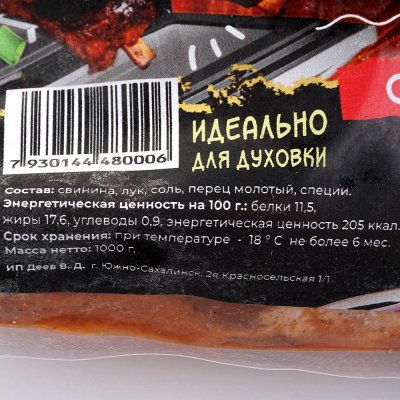 ИДЕАЛЬНО
ДЛЯ ДУХОВКИ
7 930144 480006
Состав: свинина, лук, соль, перец молотый, специи.
Энергетическая ценность на 100 г.: белки 11,5,
жиры 17,6, углеводы 0,9, энергетическая ценность 205 ккал.
Срок хранения: при температуре - 18 ° С не более 6 мес.
Масса нетто: 1000 г.
ИП Деев В. Д. г. Южно-Сахалинск, 2я Красносельская 1/1